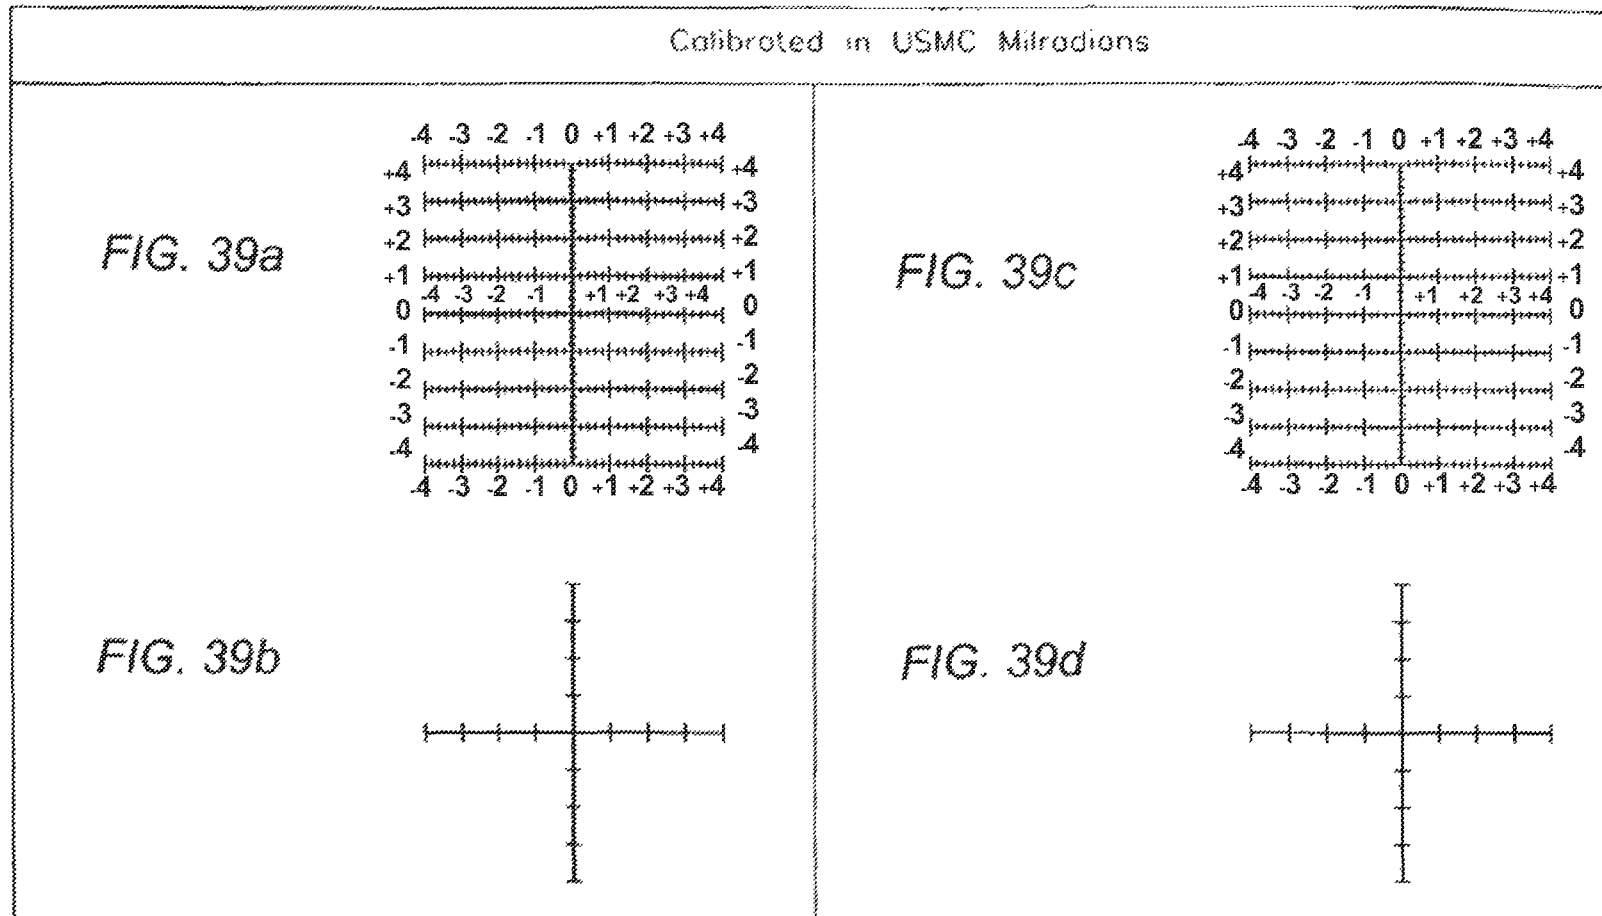 Calibrated in USMC Milradians
FIG. 39a
-4 -3 -2 -1 0 +1 +2 +3 +4
+4 +4
+3 +3
+2 +2
+1 +1
-4 -3 -2 -1 +1 +2 +3 +4
0 0
-1 -1
-2 -2
-3 -3
-4 -4
-4 -3 -2 -1 0 +1 +2 +3 +4
FIG. 39c
-4 -3 -2 -1 0 +1 +2 +3 +4
+4 +4
+3 +3
+2 +2
+1 +1
-4 -3 -2 -1 +1 +2 +3 +4
0 0
-1 -1
-2 -2
-3 -3
-4 -4
-4 -3 -2 -1 0 +1 +2 +3 +4
FIG. 39b
FIG. 39d